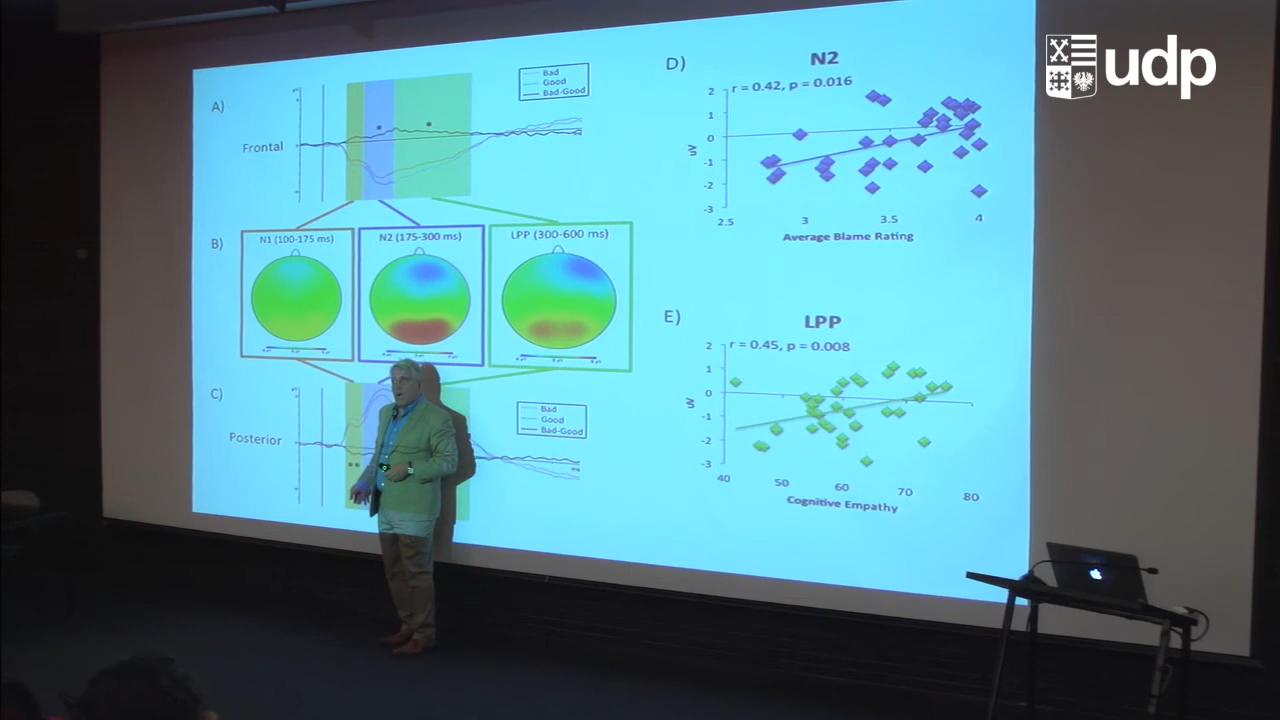 udp
A)
Bad
Good
Bad-Good
Frontal
B)
N1 (100-175 ms)
N2 (175-300 ms)
LPP (300-600 ms)
C)
Bad
Good
Bad-Good
Posterior
D)
N2
r = 0.42, p = 0.016
2
1
0
-1
-2
-3
uV
2.5 3 3.5 4
Average Blame Rating
E)
LPP
r = 0.45, p = 0.008
2
1
0
-1
-2
-3
uV
40 50 60 70 80
Cognitive Empathy